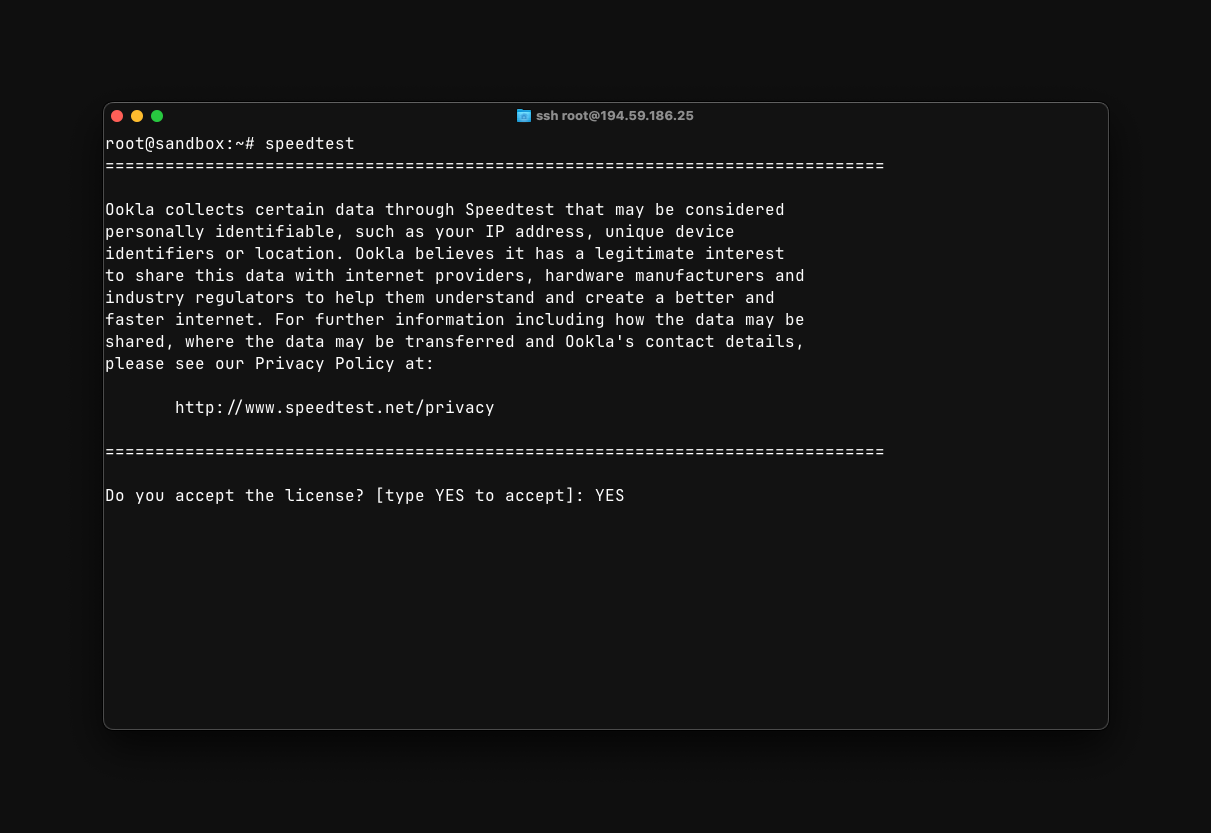 ssh root@194.59.186.25
root@sandbox:~# speedtest
==============================================================================
Ookla collects certain data through Speedtest that may be considered
personally identifiable, such as your IP address, unique device
identifiers or location. Ookla believes it has a legitimate interest
to share this data with internet providers, hardware manufacturers and
industry regulators to help them understand and create a better and
faster internet. For further information including how the data may be
shared, where the data may be transferred and Ookla's contact details,
please see our Privacy Policy at:
http://www.speedtest.net/privacy
==============================================================================
Do you accept the license? [type YES to accept]: YES